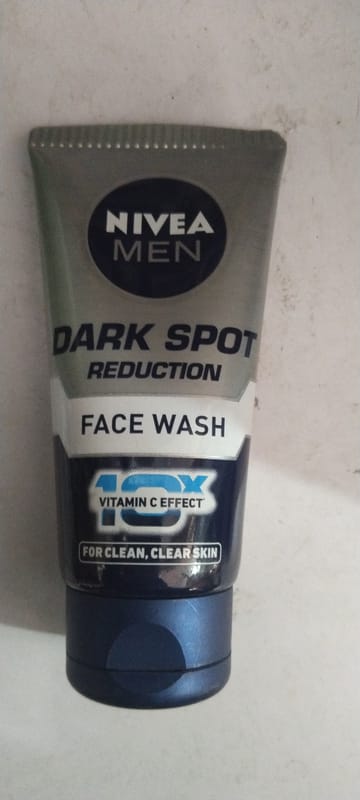 NIVEA
MEN
DARK SPOT
REDUCTION
FACE WASH
10X
VITAMIN C EFFECT*
FOR CLEAN, CLEAR SKIN